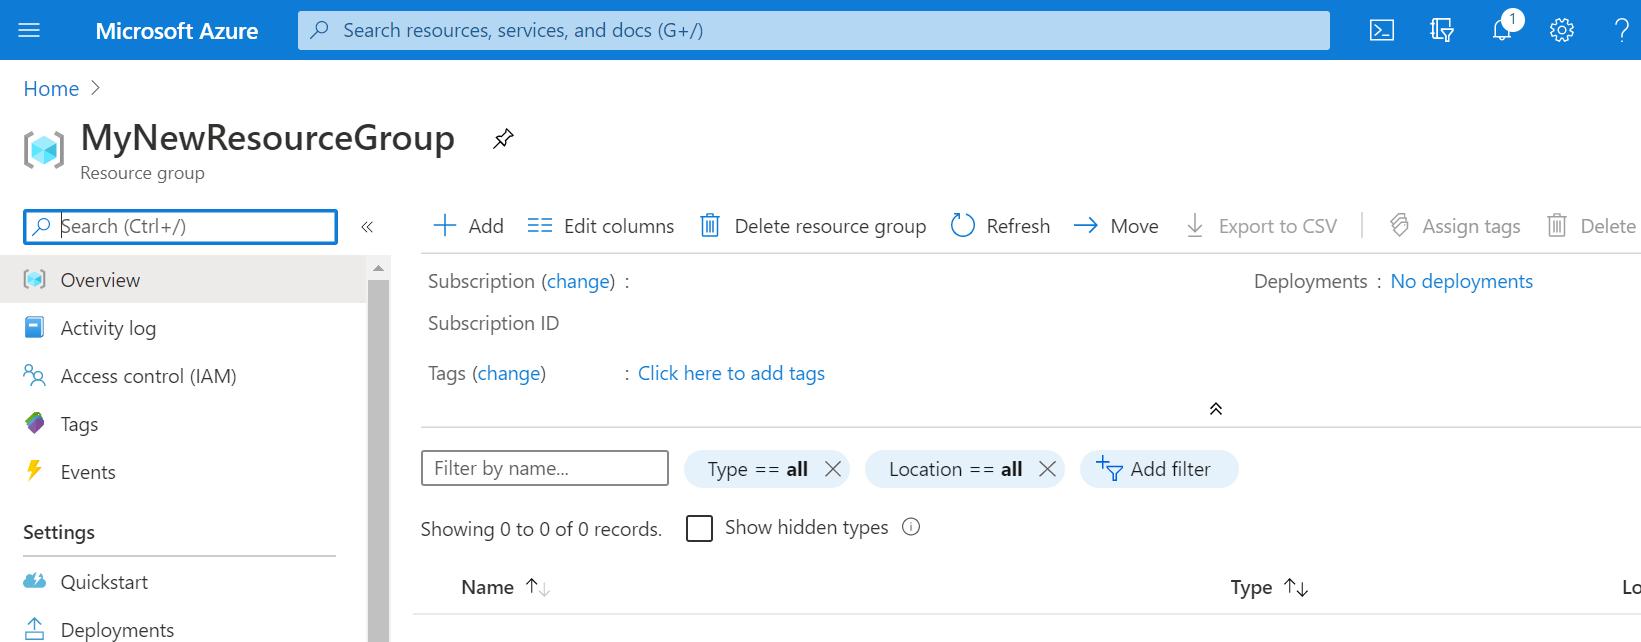 Microsoft Azure
Search resources, services, and docs (G+/)
1
Home
MyNewResourceGroup
Resource group
Search (Ctrl+/)
Add Edit columns Delete resource group Refresh Move Export to CSV Assign tags Delete
Overview
Activity log
Access control (IAM)
Tags
Events
Settings
Quickstart
Deployments
Subscription (change) :
Deployments : No deployments
Subscription ID
Tags (change) : Click here to add tags
Filter by name...
Type == all
Location == all
Add filter
Showing 0 to 0 of 0 records.
Show hidden types
Name Type Lo